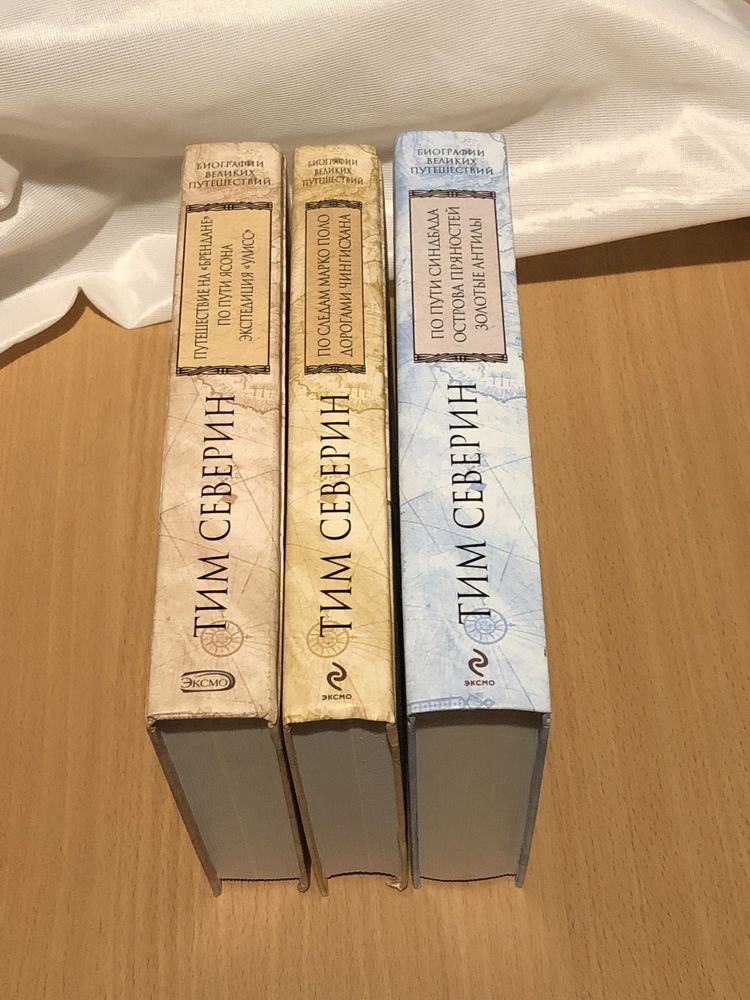 БИОГРАФИИ
ВЕЛИКИХ
ПУТЕШЕСТВИЙ
ПУТЕШЕСТВИЕ НА «БРЕНДАНЕ»
ПО ПУТИ ЯСОНА
ЭКСПЕДИЦИЯ «УЛИСС»
ТИМ СЕВЕРИН
ЭКСМО
БИОГРАФИИ
ВЕЛИКИХ
ПУТЕШЕСТВИЙ
ПО СЛЕДАМ МАРКО ПОЛО
ДОРОГАМИ ЧИНГИСХАНА
ТИМ СЕВЕРИН
ЭКСМО
БИОГРАФИИ
ВЕЛИКИХ
ПУТЕШЕСТВИЙ
ПО ПУТИ СИНДБАДА
ОСТРОВА ПРЯНОСТЕЙ
ЗОЛОТЫЕ АНТИЛЫ
ТИМ СЕВЕРИН
ЭКСМО